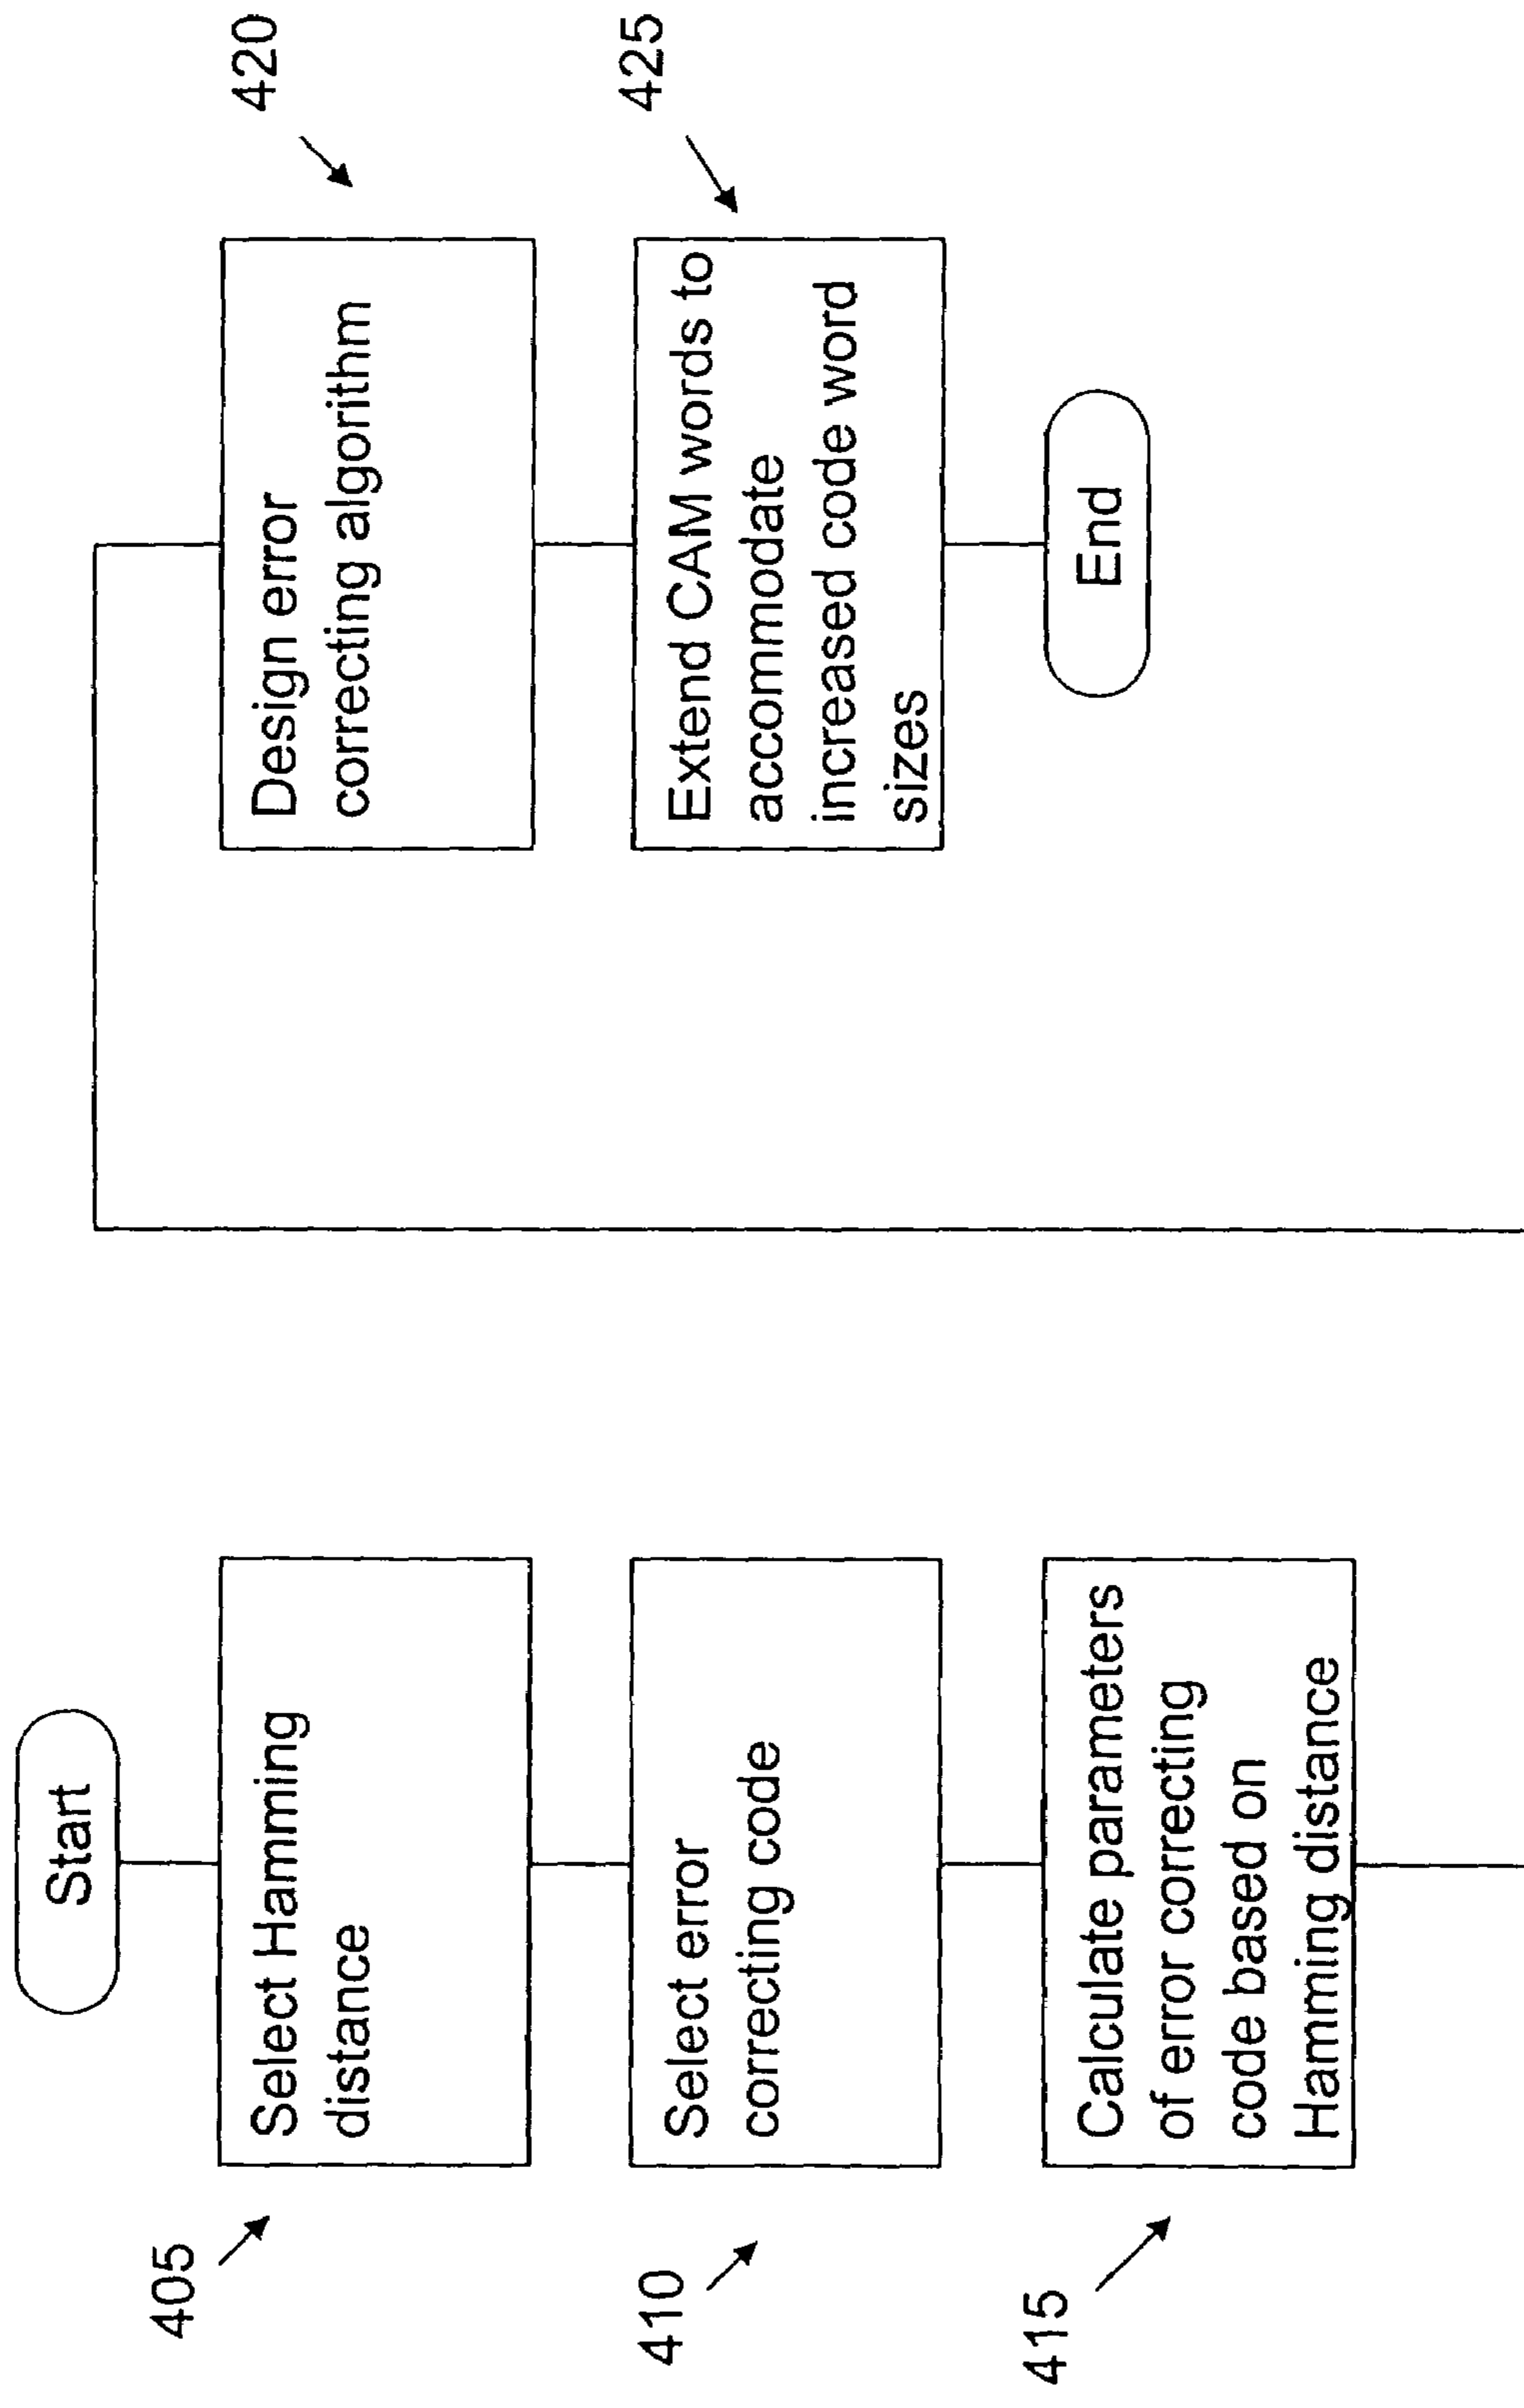 Start
405
Select Hamming
distance
410
Select error
correcting code
415
Calculate parameters
of error correcting
code based on
Hamming distance
420
Design error
correcting algorithm
425
Extend CAM words to
accommodate
increased code word
sizes
End